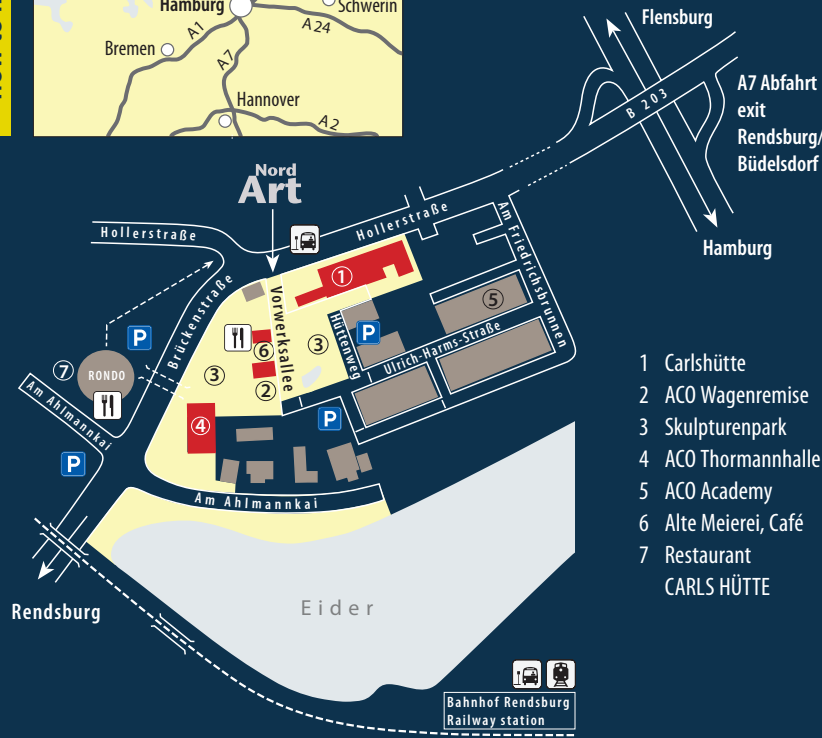 Hamburg
Schwerin
A1
A 24
Bremen
A7
Hannover
A2
Flensburg
B 203
A7 Abfahrt
exit
Rendsburg/
Büdelsdorf
Hamburg
Nord
Art
Hollerstraße
Hollerstraße
Am Friedrichsbrunnen
Brückenstraße
Vorwerksallee
Hüttenweg
Ulrich-Harms-Straße
1
5
P
P
6
3
3
2
7
RONDO
Am Ahlmannkai
4
P
P
Am Ahlmannkai
Rendsburg
Eider
Bahnhof Rendsburg
Railway station
1 Carlshütte
2 ACO Wagenremise
3 Skulpturenpark
4 ACO Thormannhalle
5 ACO Academy
6 Alte Meierei, Café
7 Restaurant
CARLS HÜTTE